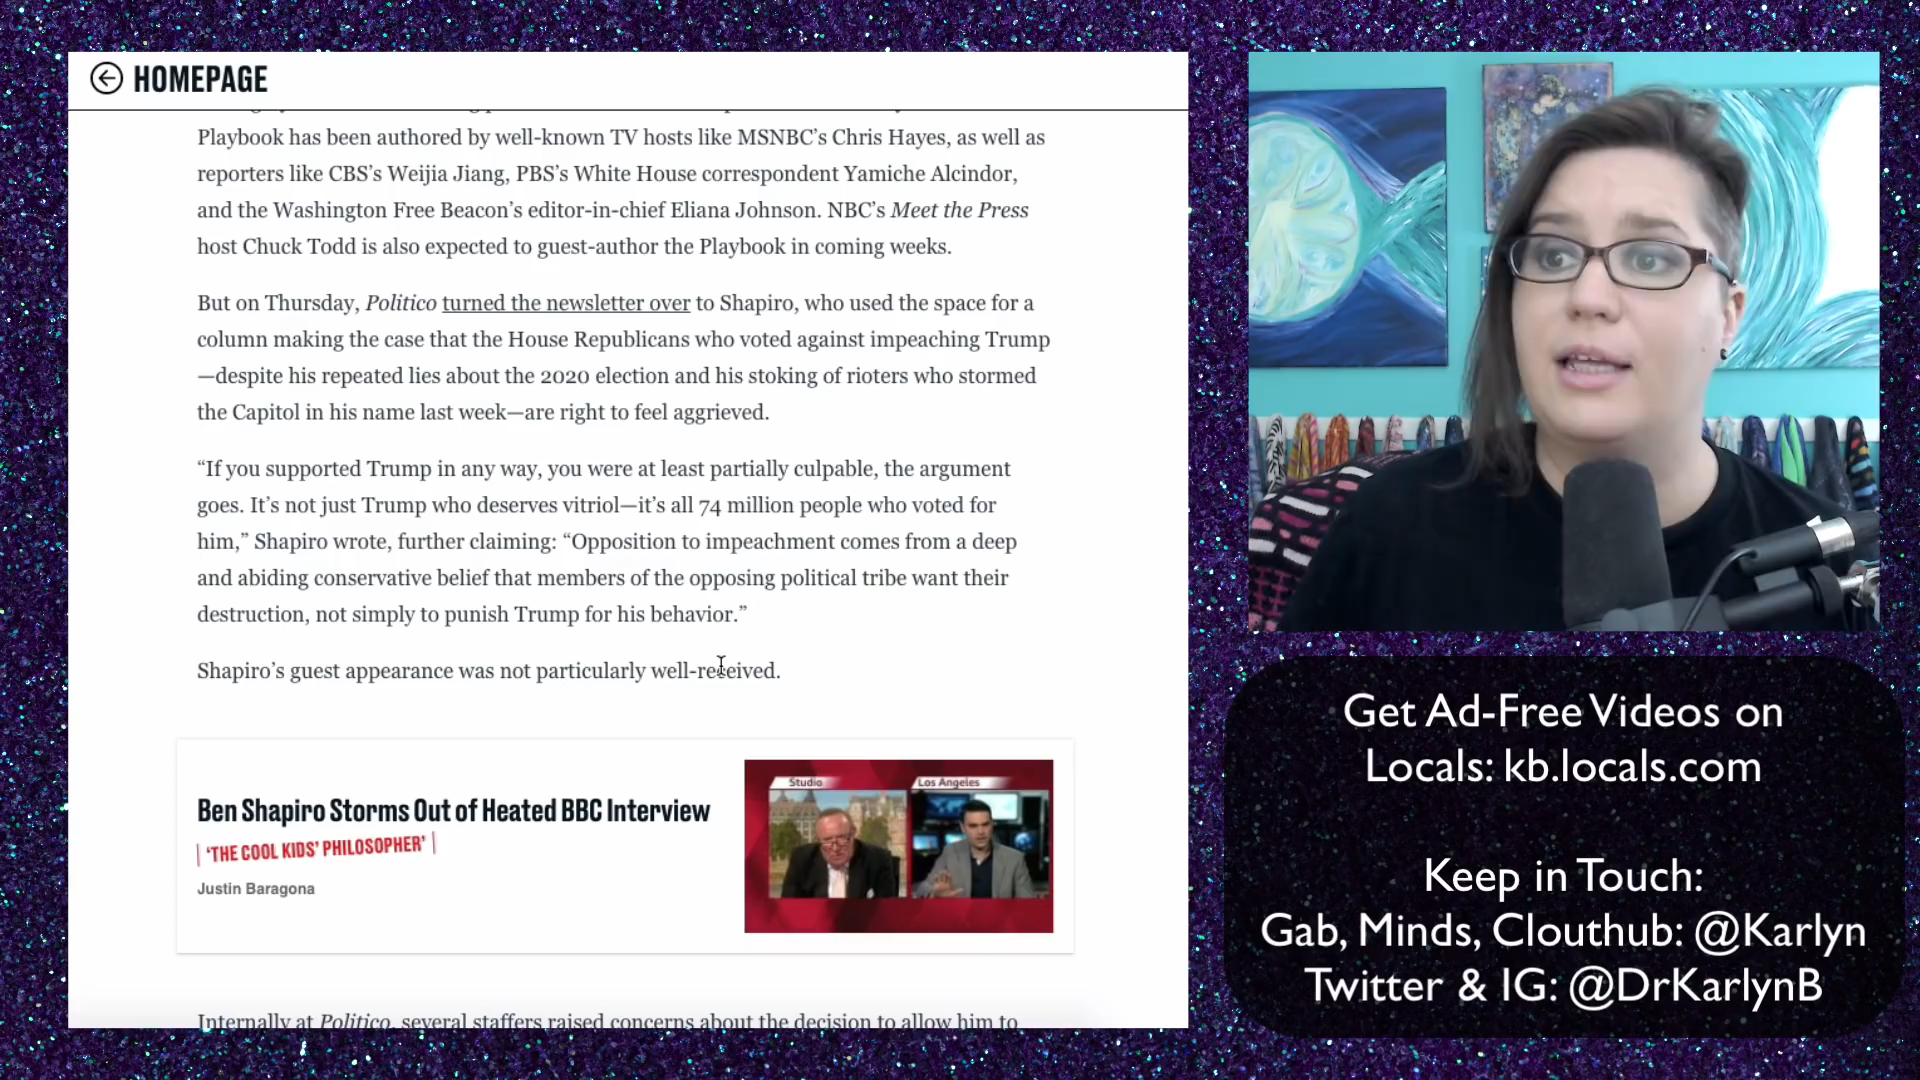 HOMEPAGE
Playbook has been authored by well-known TV hosts like MSNBC’s Chris Hayes, as well as
reporters like CBS’s Weijia Jiang, PBS’s White House correspondent Yamiche Alcindor,
and the Washington Free Beacon’s editor-in-chief Eliana Johnson. NBC’s Meet the Press
host Chuck Todd is also expected to guest-author the Playbook in coming weeks.
But on Thursday, Politico turned the newsletter over to Shapiro, who used the space for a
column making the case that the House Republicans who voted against impeaching Trump
—despite his repeated lies about the 2020 election and his stoking of rioters who stormed
the Capitol in his name last week—are right to feel aggrieved.
“If you supported Trump in any way, you were at least partially culpable, the argument
goes. It’s not just Trump who deserves vitriol—it’s all 74 million people who voted for
him,” Shapiro wrote, further claiming: “Opposition to impeachment comes from a deep
and abiding conservative belief that members of the opposing political tribe want their
destruction, not simply to punish Trump for his behavior.”
Shapiro’s guest appearance was not particularly well-received.
Ben Shapiro Storms Out of Heated BBC Interview
‘THE COOL KIDS’ PHILOSOPHER’
Justin Baragona
Studio
Los Angeles
Internally at Politico, several staffers raised concerns about the decision to allow him to
Get Ad-Free Videos on
Locals: kb.locals.com
Keep in Touch:
Gab, Minds, Clouthub: @Karlyn
Twitter & IG: @DrKarlynB